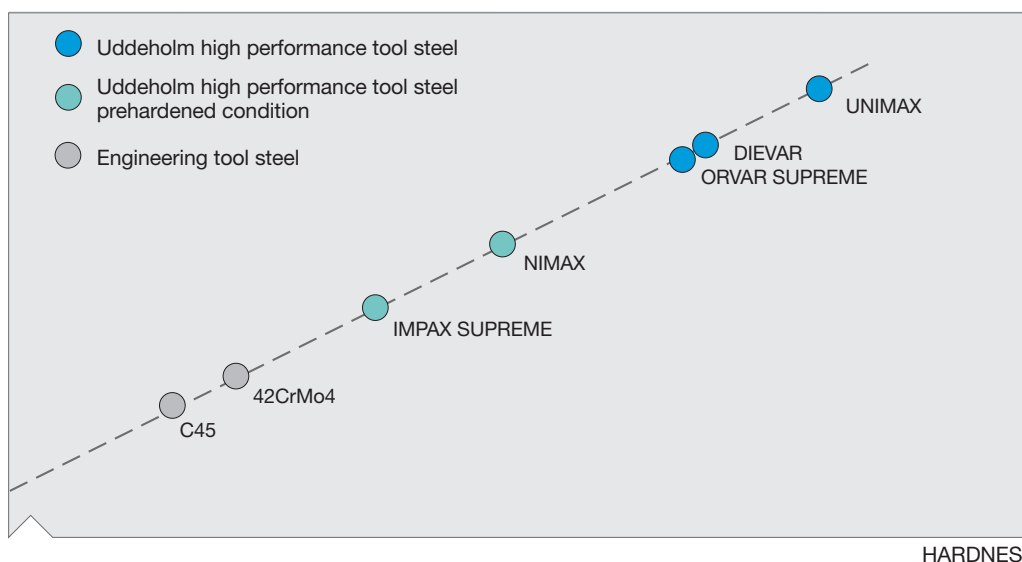 Uddeholm high performance tool steel
Uddeholm high performance tool steel
prehardened condition
Engineering tool steel
UNIMAX
DIEVAR
ORVAR SUPREME
NIMAX
IMPAX SUPREME
42CrMo4
C45
HARDNES